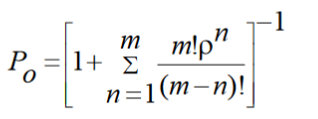 P_o = [1 + Σ_{n=1}^{m} m!ρ^n / (m−n)!]^{−1}